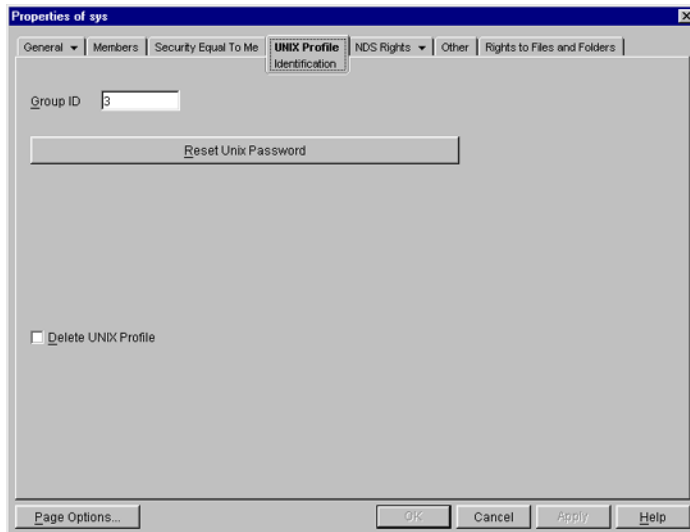 Properties of sys
General Members Security Equal To Me UNIX Profile NDS Rights Other Rights to Files and Folders
Identification
Group ID 3
Reset Unix Password
Delete UNIX Profile
Page Options... OK Cancel Apply Help